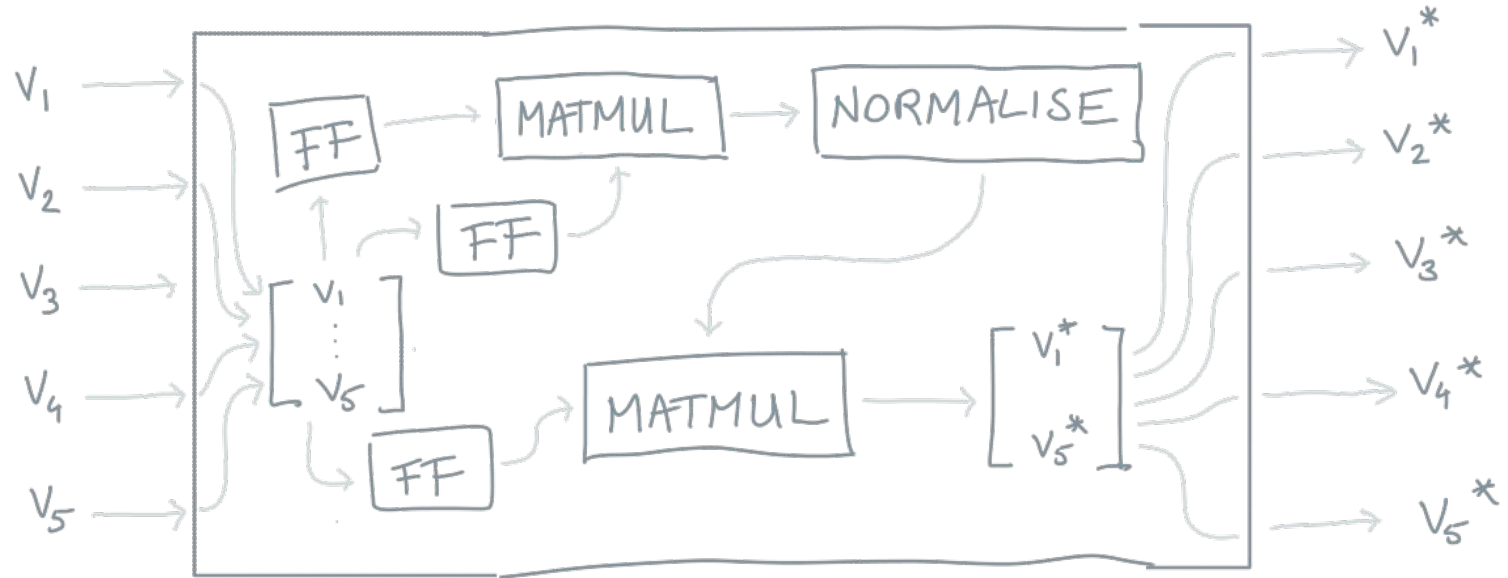 V₁
V₂
V₃
V₄
V₅
FF
MATMUL
NORMALISE
FF
V₁
⋮
V₅
FF
MATMUL
V₁*
V₅*
V₁*
V₂*
V₃*
V₄*
V₅*